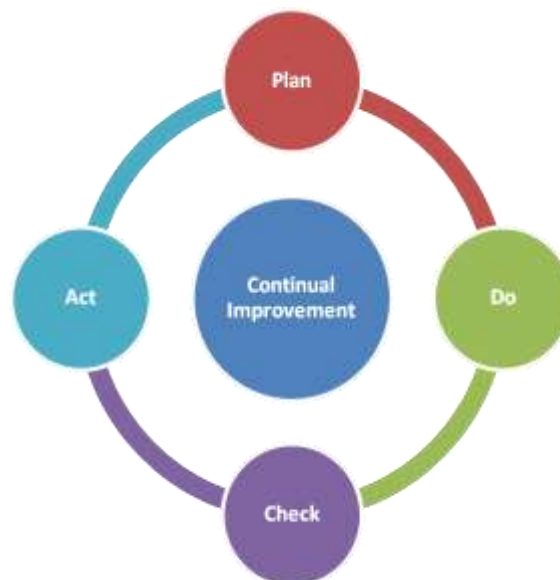 Plan
Do
Check
Act
Continual
Improvement